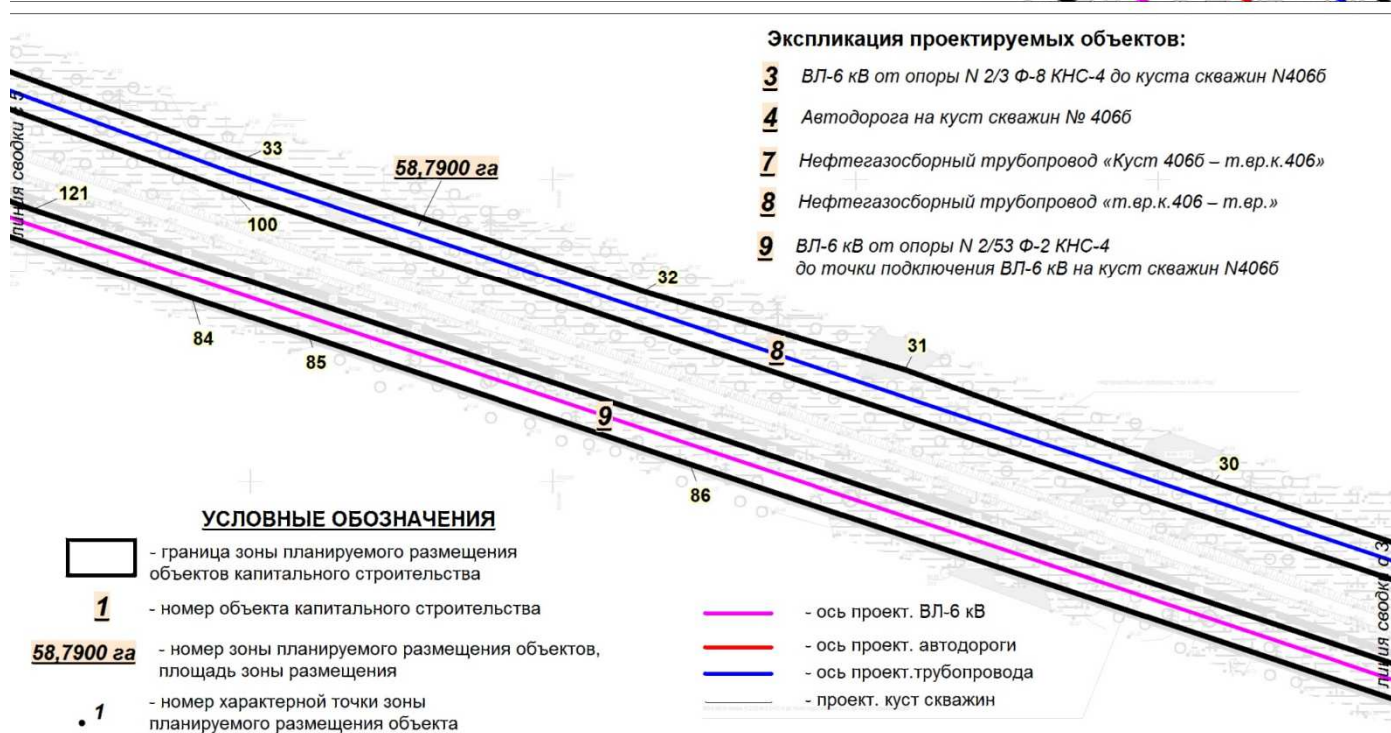 Экспликация проектируемых объектов:
3 ВЛ-6 кВ от опоры N 2/3 Ф-8 КНС-4 до куста скважин N406б
4 Автодорога на куст скважин № 406б
7 Нефтегазосборный трубопровод «Куст 406б – т.вр.к.406»
8 Нефтегазосборный трубопровод «т.вр.к.406 – т.вр.»
9 ВЛ-6 кВ от опоры N 2/53 Ф-2 КНС-4
до точки подключения ВЛ-6 кВ на куст скважин N406б
линия сводки с 5
33
58,7900 га
121
100
32
84
85
8
31
9
30
86
линия сводки с 3
УСЛОВНЫЕ ОБОЗНАЧЕНИЯ
- граница зоны планируемого размещения
объектов капитального строительства
1 - номер объекта капитального строительства
58,7900 га - номер зоны планируемого размещения объектов,
площадь зоны размещения
1 - номер характерной точки зоны
планируемого размещения объекта
- ось проект. ВЛ-6 кВ
- ось проект. автодороги
- ось проект.трубопровода
- проект. куст скважин